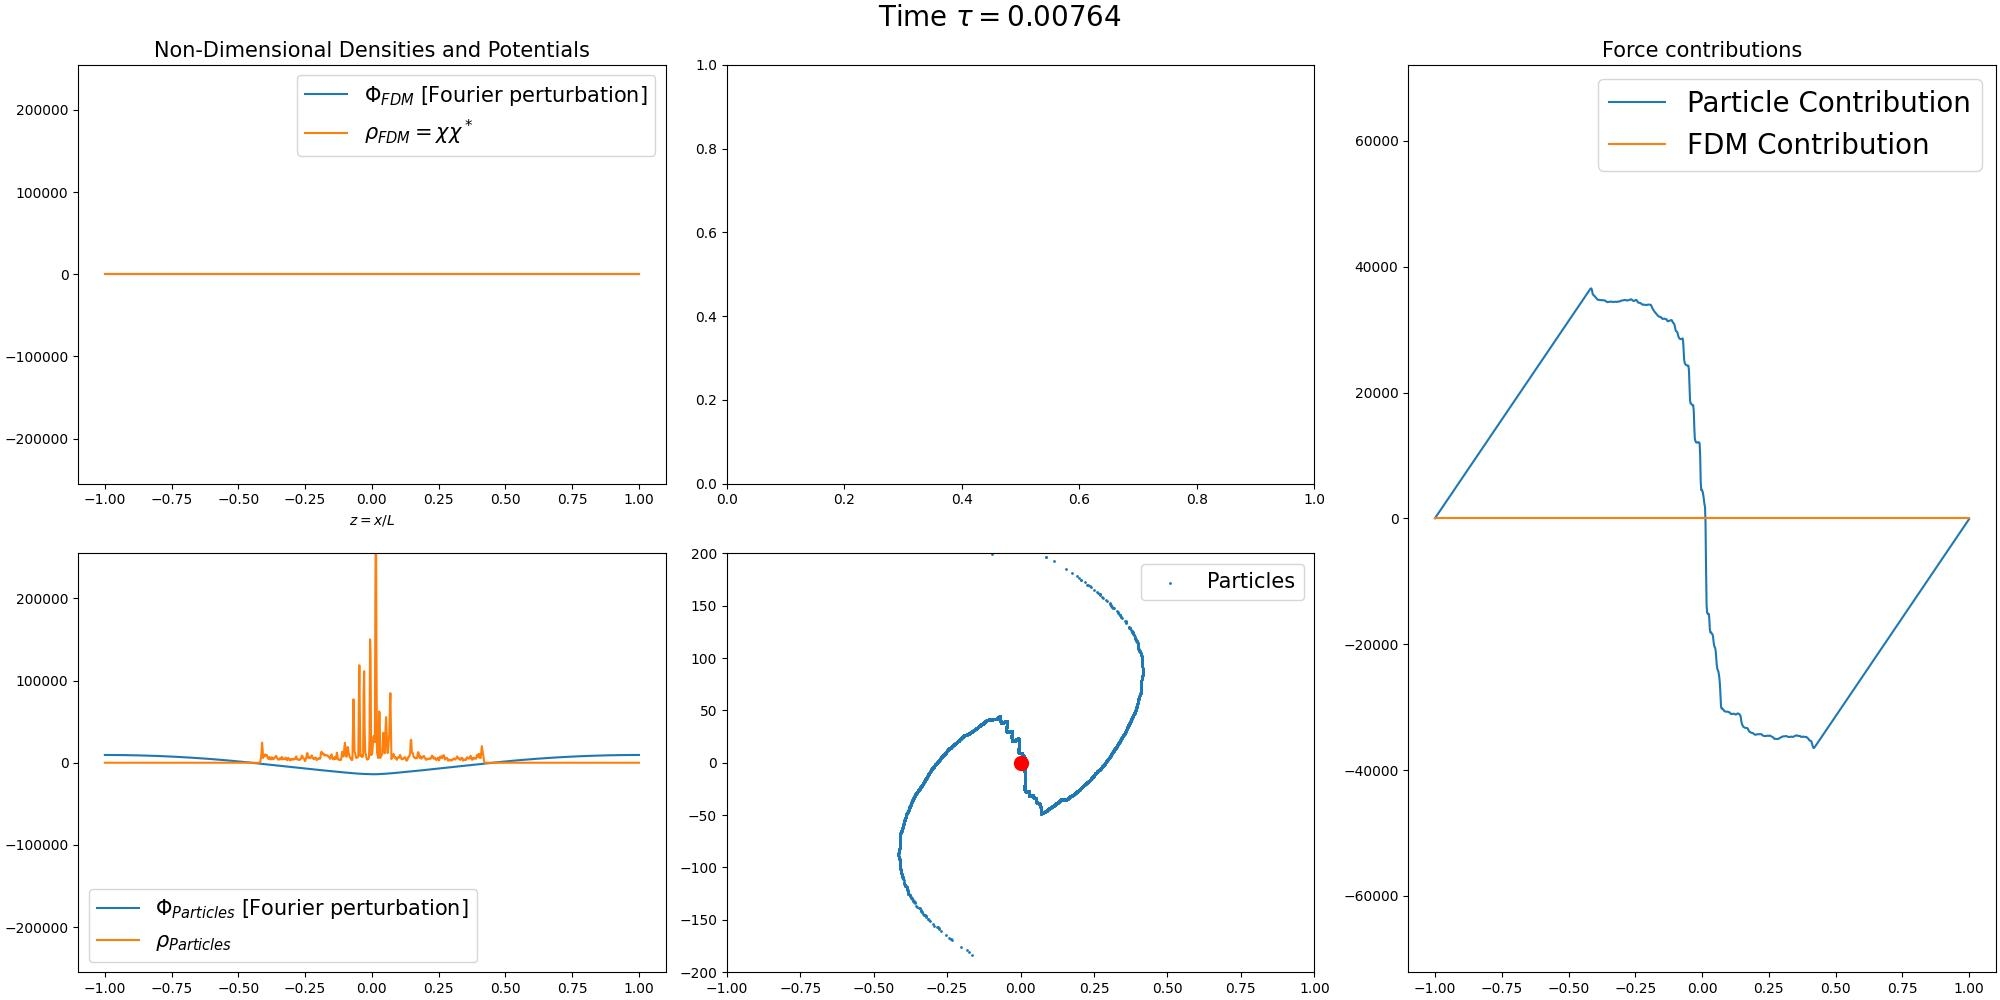 Time τ = 0.00764
Non-Dimensional Densities and Potentials
Φ_FDM [Fourier perturbation]
ρ_FDM = χχ*
200000
100000
0
−100000
−200000
−1.00 −0.75 −0.50 −0.25 0.00 0.25 0.50 0.75 1.00
z = x/L
1.0
0.8
0.6
0.4
0.2
0.0
0.0 0.2 0.4 0.6 0.8 1.0
Force contributions
Particle Contribution
FDM Contribution
60000
40000
20000
0
−20000
−40000
−60000
−1.00 −0.75 −0.50 −0.25 0.00 0.25 0.50 0.75 1.00
200000
100000
0
−100000
−200000
Φ_Particles [Fourier perturbation]
ρ_Particles
−1.00 −0.75 −0.50 −0.25 0.00 0.25 0.50 0.75 1.00
Particles
200
150
100
50
0
−50
−100
−150
−200
−1.00 −0.75 −0.50 −0.25 0.00 0.25 0.50 0.75 1.00